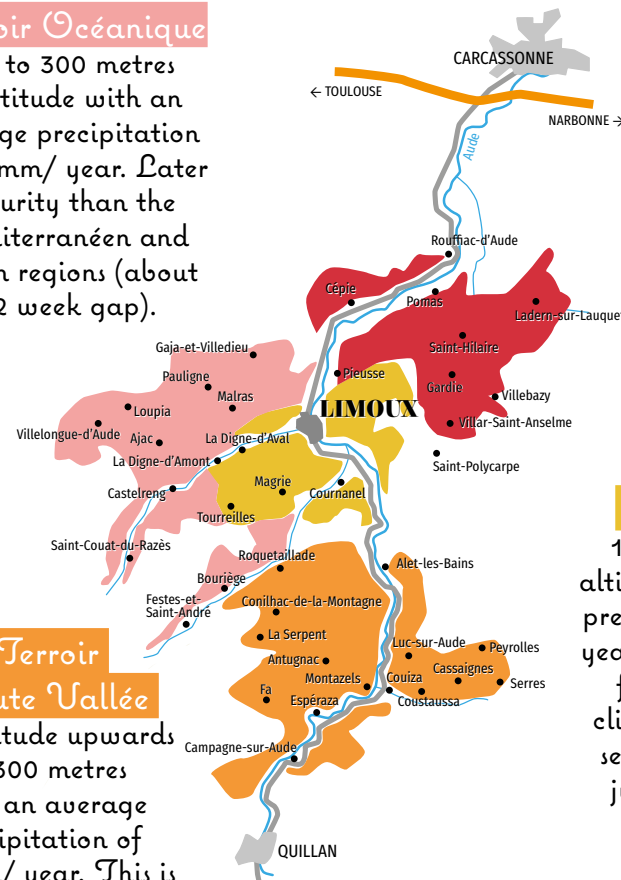 oir Océanique
to 300 metres
titude with an
ge precipitation
mm/ year. Later
urity than the
diterranéen and
n regions (about
2 week gap).
CARCASSONNE
← TOULOUSE
NARBONNE →
Aude
Rouffiac-d'Aude
Cépie
Pomas
Ladern-sur-Lauquet
Saint-Hilaire
Gaja-et-Villedieu
Pauligne
Pieusse
Gardie
Malras
Villebazy
Loupia
LIMOUX
Villar-Saint-Anselme
Villelongue-d'Aude
Ajac
La Digne-d'Aval
La Digne-d'Amont
Saint-Polycarpe
Magrie
Castelreng
Cournanel
Tourreilles
Saint-Couat-du-Razès
Roquetaillade
Alet-les-Bains
Bouriège
Festes-et-
Saint-André
Conilhac-de-la-Montagne
La Serpent
Luc-sur-Aude
Peyrolles
Antugnac
Cassaignes
Montazels
Couiza
Serres
Fa
Espéraza
Coustaussa
Campagne-sur-Aude
QUILLAN
Terroir
ute Vallée
tude upwards
300 metres
an average
ipitation of
/ year. This is
1
alti
pre
yea
f
cli
se
ju